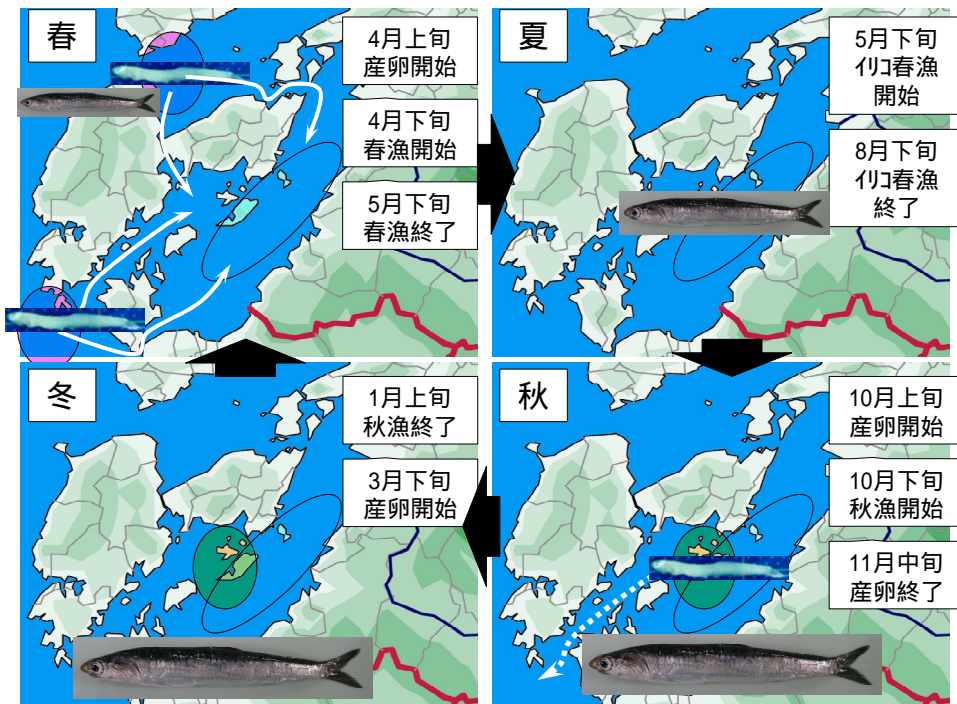 春
4月上旬
産卵開始
4月下旬
春漁開始
5月下旬
春漁終了
夏
5月下旬
ｲﾘｺ春漁
開始
8月下旬
ｲﾘｺ春漁
終了
冬
1月上旬
秋漁終了
3月下旬
産卵開始
秋
10月上旬
産卵開始
10月下旬
秋漁開始
11月中旬
産卵終了